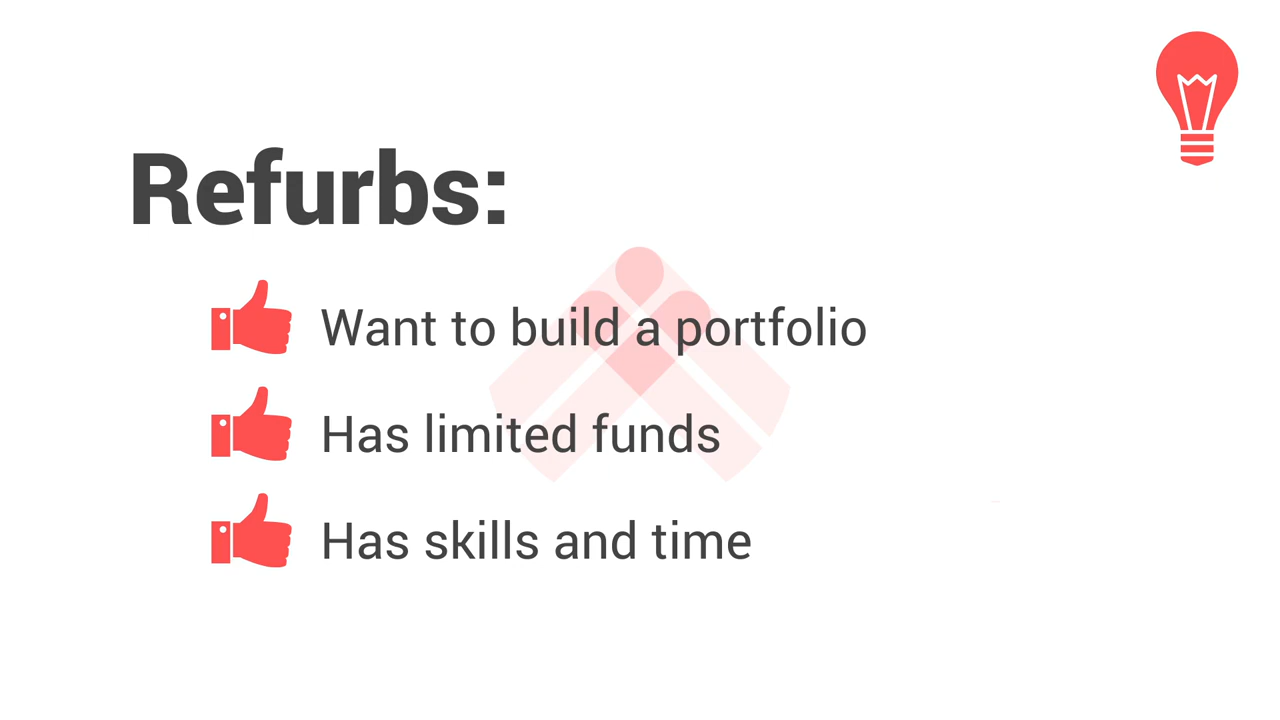 Refurbs:
Want to build a portfolio
Has limited funds
Has skills and time